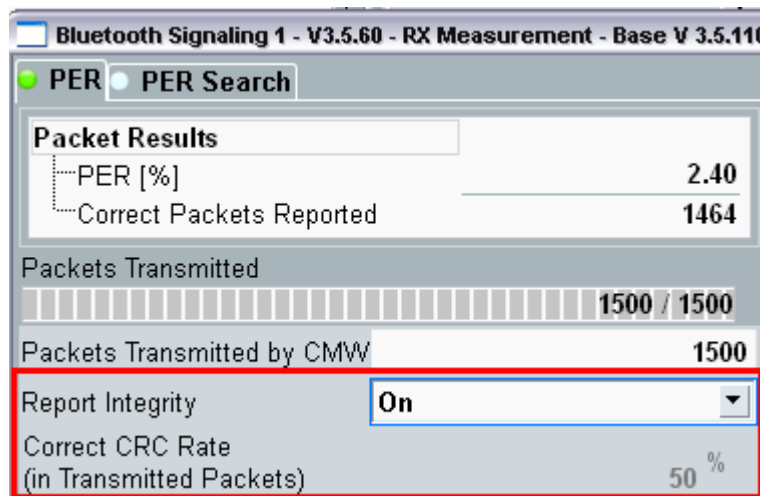 Bluetooth Signaling 1 - V3.5.60 - RX Measurement - Base V 3.5.110
PER PER Search
Packet Results
PER [%] 2.40
Correct Packets Reported 1464
Packets Transmitted
1500 / 1500
Packets Transmitted by CMW 1500
Report Integrity On
Correct CRC Rate
(in Transmitted Packets) 50 %